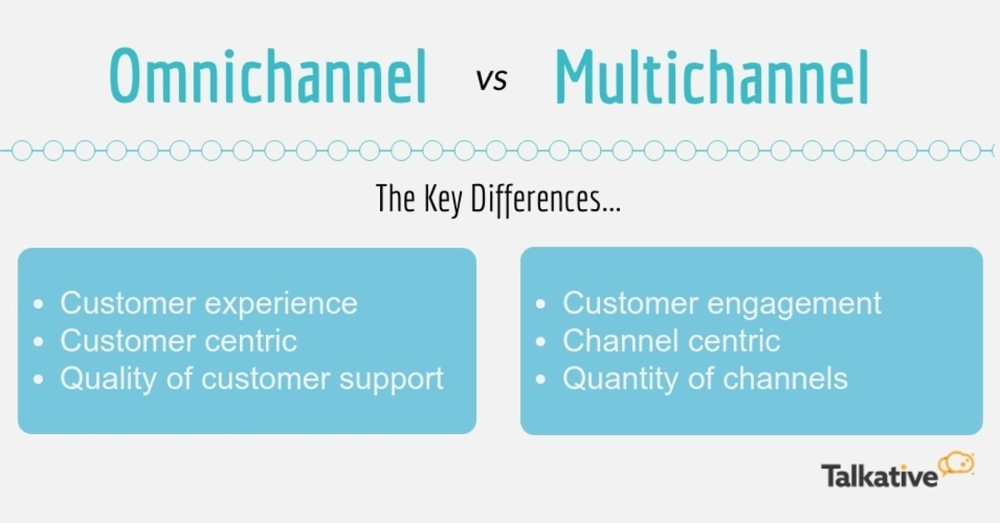 Omnichannel vs Multichannel
The Key Differences...
• Customer experience
• Customer centric
• Quality of customer support
• Customer engagement
• Channel centric
• Quantity of channels
Talkative